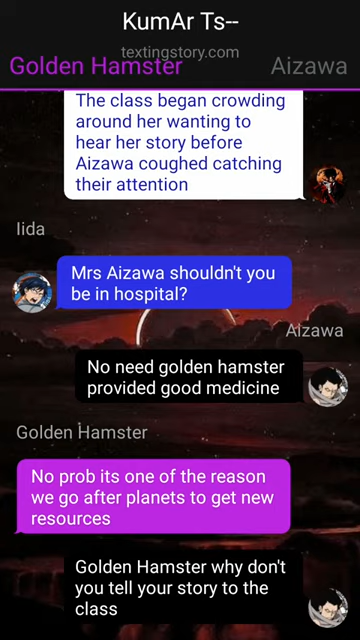 KumAr Ts--
textingstory.com
Golden Hamster
Aizawa
The class began crowding
around her wanting to
hear her story before
Aizawa coughed catching
their attention
Iida
Mrs Aizawa shouldn't you
be in hospital?
Aizawa
No need golden hamster
provided good medicine
Golden Hamster
No prob its one of the reason
we go after planets to get new
resources
Golden Hamster why don't
you tell your story to the
class